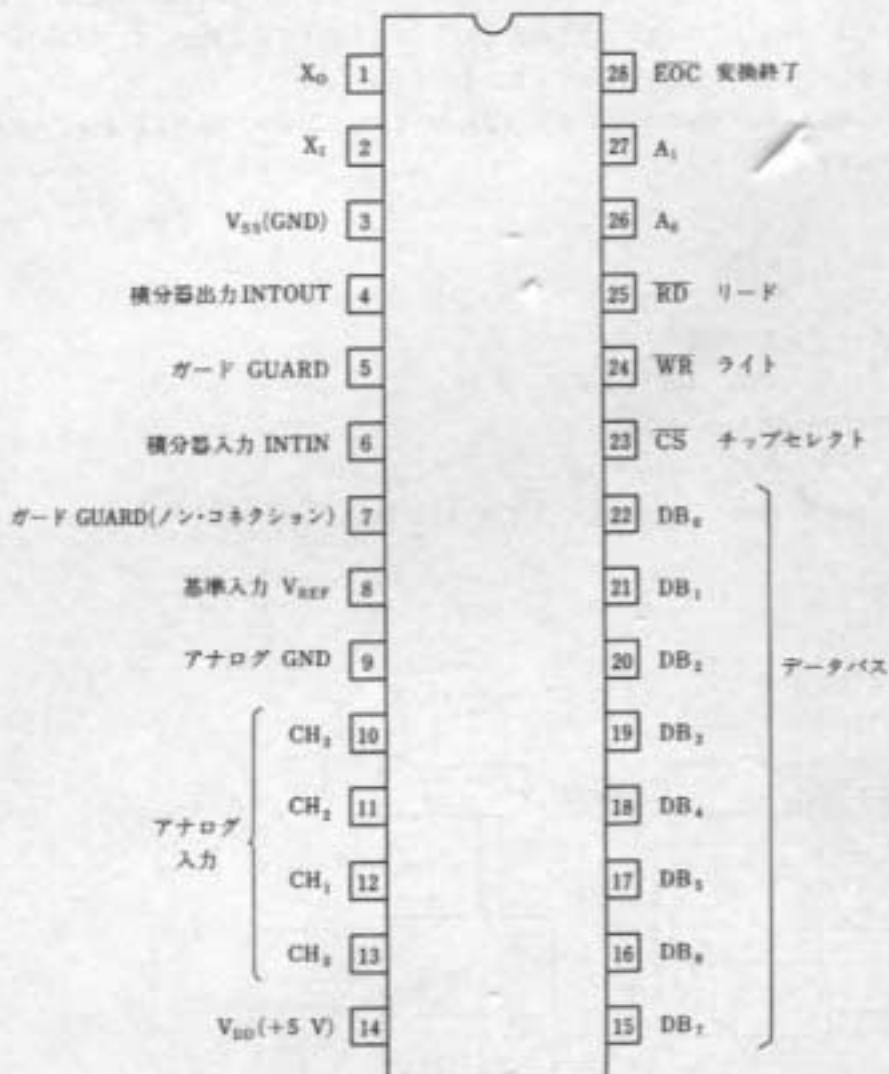 X₀ 1
X₁ 2
V_SS(GND) 3
積分器出力 INTOUT 4
ガード GUARD 5
積分器入力 INTIN 6
ガード GUARD(ノン・コネクション) 7
基準入力 V_REF 8
アナログ GND 9
アナログ
入力
CH₃ 10
CH₂ 11
CH₁ 12
CH₀ 13
V_DD(+5 V) 14
28 EOC 変換終了
27 A₁
26 A₀
25 RD リード
24 WR ライト
23 CS チップセレクト
22 DB₀
21 DB₁
20 DB₂
19 DB₃
18 DB₄
17 DB₅
16 DB₆
15 DB₇
データバス